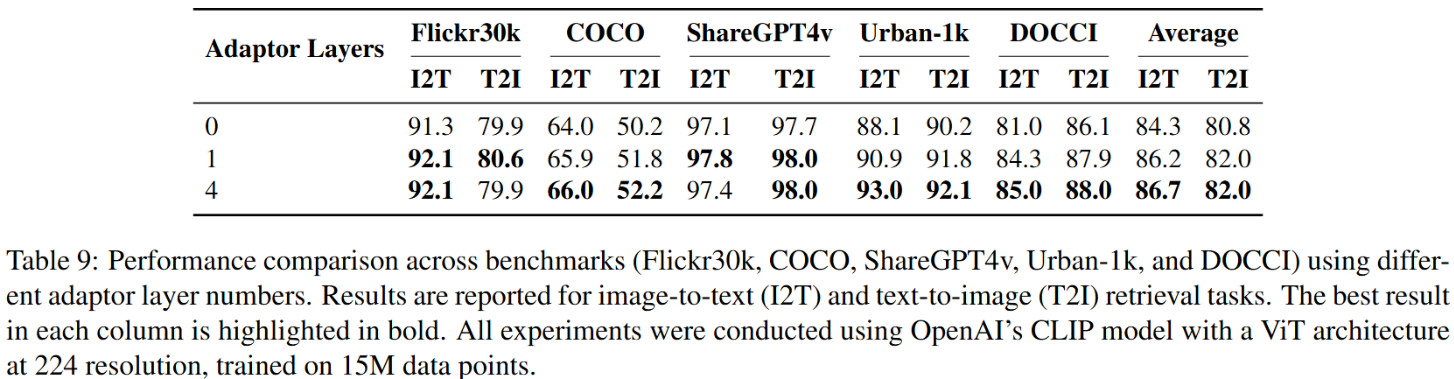 Adaptor Layers Flickr30k COCO ShareGPT4v Urban-1k DOCCI Average
I2T T2I I2T T2I I2T T2I I2T T2I I2T T2I I2T T2I
0 91.3 79.9 64.0 50.2 97.1 97.7 88.1 90.2 81.0 86.1 84.3 80.8
1 92.1 80.6 65.9 51.8 97.8 98.0 90.9 91.8 84.3 87.9 86.2 82.0
4 92.1 79.9 66.0 52.2 97.4 98.0 93.0 92.1 85.0 88.0 86.7 82.0
Table 9: Performance comparison across benchmarks (Flickr30k, COCO, ShareGPT4v, Urban-1k, and DOCCI) using differ-
ent adaptor layer numbers. Results are reported for image-to-text (I2T) and text-to-image (T2I) retrieval tasks. The best result
in each column is highlighted in bold. All experiments were conducted using OpenAI's CLIP model with a ViT architecture
at 224 resolution, trained on 15M data points.